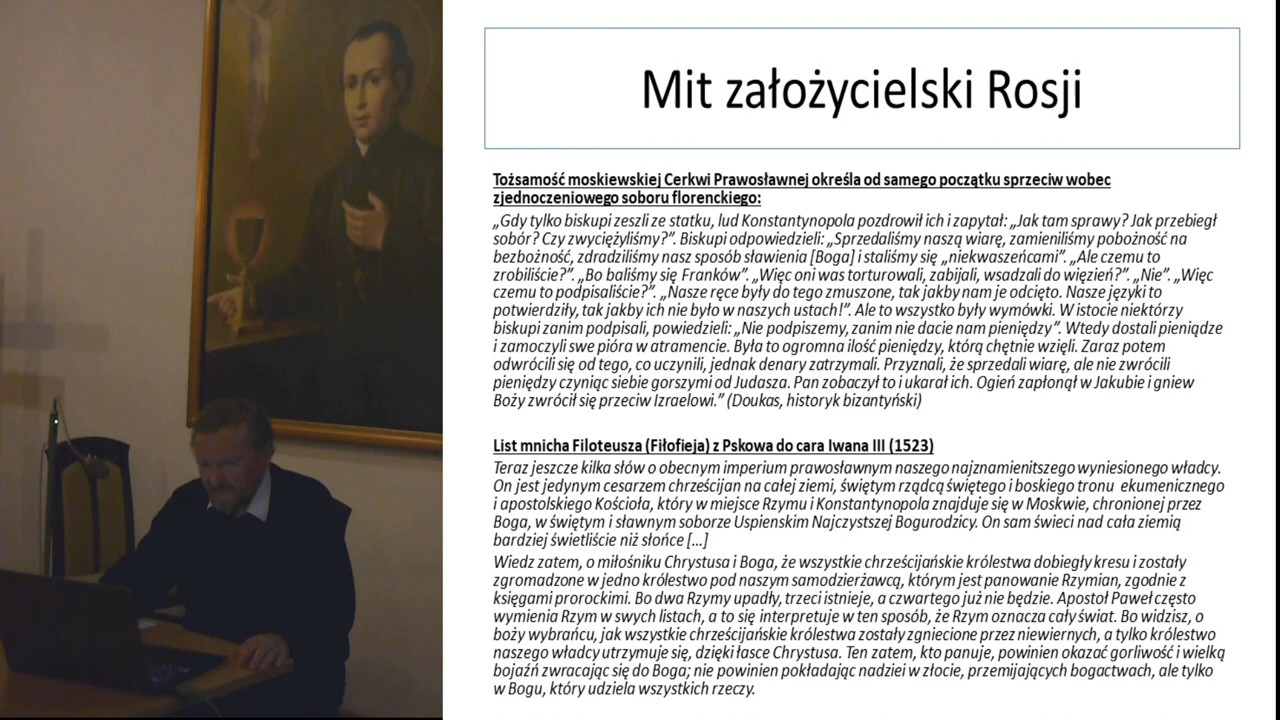 Mit założycielski Rosji
Tożsamość moskiewskiej Cerkwi Prawosławnej określa od samego początku sprzeciw wobec
zjednoczeniowego soboru florenckiego:
„Gdy tylko biskupi zeszli ze statku, lud Konstantynopola pozdrowił ich i zapytał: „Jak tam sprawy? Jak przebiegł
sobór? Czy zwyciężyliśmy?”. Biskupi odpowiedzieli: „Sprzedaliśmy naszą wiarę, zamieniliśmy pobożność na
bezbożność, zdradziliśmy nasz sposób sławienia [Boga] i staliśmy się „niekwaszeńcami”. „Ale czemu to
zrobiliście?”. „Bo baliśmy się Franków”. „Więc oni was torturowali, zabijali, wsadzali do więzień?”. „Nie”. „Więc
czemu to podpisaliście?”. „Nasze ręce były do tego zmuszone, tak jakby nam je odcięto. Nasze języki to
potwierdziły, tak jakby ich nie było w naszych ustach!”. Ale to wszystko były wymówki. W istocie niektórzy
biskupi zanim podpisali, powiedzieli: „Nie podpiszemy, zanim nie dacie nam pieniędzy”. Wtedy dostali pieniądze
i zamoczyli swe pióra w atramencie. Była to ogromna ilość pieniędzy, którą chętnie wzięli. Zaraz potem
odwrócili się od tego, co uczynili, jednak denary zatrzymali. Przyznali, że sprzedali wiarę, ale nie zwrócili
pieniędzy czyniąc siebie gorszymi od Judasza. Pan zobaczył to i ukarał ich. Ogień zapłonął w Jakubie i gniew
Boży zwrócił się przeciw Izraelowi.” (Doukas, historyk bizantyński)
List mnicha Filoteusza (Fiłofieja) z Pskowa do cara Iwana III (1523)
Teraz jeszcze kilka słów o obecnym imperium prawosławnym naszego najznamienitszego wyniesionego władcy.
On jest jedynym cesarzem chrześcijan na całej ziemi, świętym rządcą świętego i boskiego tronu ekumenicznego
i apostolskiego Kościoła, który w miejsce Rzymu i Konstantynopola znajduje się w Moskwie, chronionej przez
Boga, w świętym i sławnym soborze Uspienskim Najczystszej Bogurodzicy. On sam świeci nad cała ziemią
bardziej świetliście niż słońce [...]
Wiedz zatem, o miłośniku Chrystusa i Boga, że wszystkie chrześcijańskie królestwa dobiegły kresu i zostały
zgromadzone w jedno królestwo pod naszym samodzierżawcą, którym jest panowanie Rzymian, zgodnie z
księgami prorockimi. Bo dwa Rzymy upadły, trzeci istnieje, a czwartego już nie będzie. Apostoł Paweł często
wymienia Rzym w swych listach, a to się interpretuje w ten sposób, że Rzym oznacza cały świat. Bo widzisz, o
boży wybrańcu, jak wszystkie chrześcijańskie królestwa zostały zgniecione przez niewiernych, a tylko królestwo
naszego władcy utrzymuje się, dzięki łasce Chrystusa. Ten zatem, kto panuje, powinien okazać gorliwość i wielką
bojaźń zwracając się do Boga; nie powinien pokładając nadziei w złocie, przemijających bogactwach, ale tylko
w Bogu, który udziela wszystkich rzeczy.